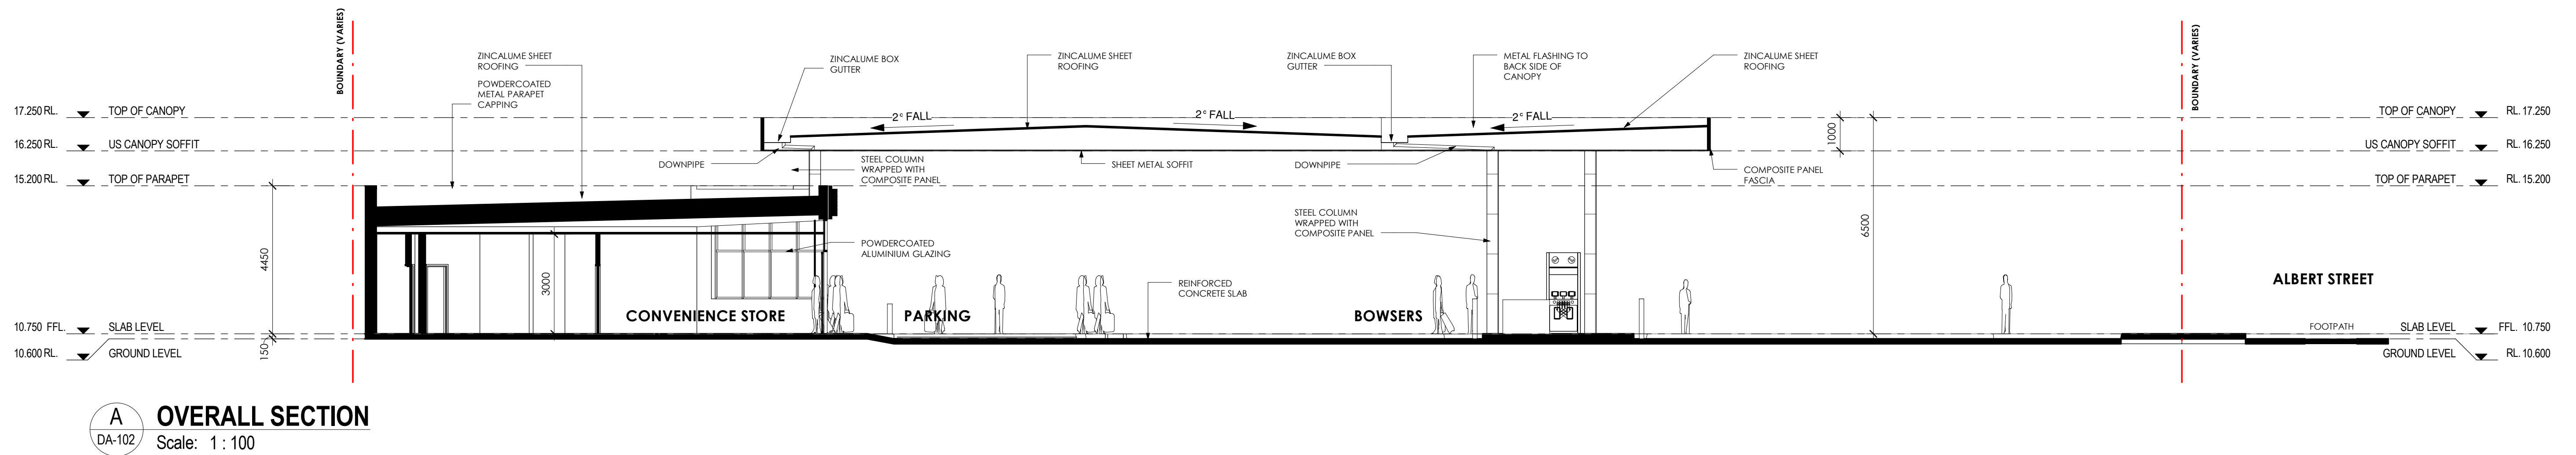 BOUNDARY (VARIES)
17.250 RL.
TOP OF CANOPY
16.250 RL.
US CANOPY SOFFIT
15.200 RL.
TOP OF PARAPET
10.750 FFL.
SLAB LEVEL
10.600 RL.
GROUND LEVEL
4450
150
ZINCALUME SHEET
ROOFING
POWDERCOATED
METAL PARAPET
CAPPING
ZINCALUME BOX
GUTTER
ZINCALUME SHEET
ROOFING
ZINCALUME BOX
GUTTER
METAL FLASHING TO
BACK SIDE OF
CANOPY
ZINCALUME SHEET
ROOFING
2° FALL
2° FALL
2° FALL
DOWNPIPE
STEEL COLUMN
WRAPPED WITH
COMPOSITE PANEL
SHEET METAL SOFFIT
DOWNPIPE
COMPOSITE PANEL
FASCIA
STEEL COLUMN
WRAPPED WITH
COMPOSITE PANEL
POWDERCOATED
ALUMINIUM GLAZING
REINFORCED
CONCRETE SLAB
3000
CONVENIENCE STORE
PARKING
BOWSERS
1000
6500
BOUNDARY (VARIES)
TOP OF CANOPY
RL. 17.250
US CANOPY SOFFIT
RL. 16.250
TOP OF PARAPET
RL. 15.200
ALBERT STREET
FOOTPATH
SLAB LEVEL
FFL. 10.750
GROUND LEVEL
RL. 10.600
A
DA-102
OVERALL SECTION
Scale: 1 : 100